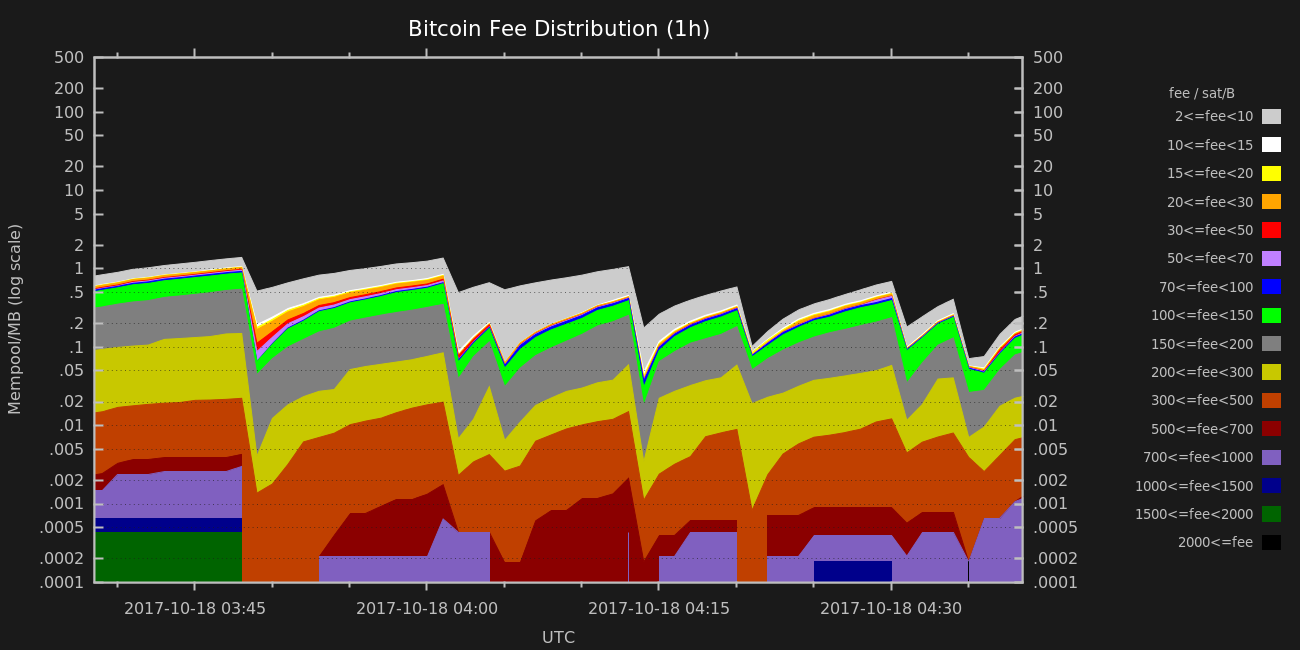 Bitcoin Fee Distribution (1h)
Mempool/MB (log scale)
500
200
100
50
20
10
5
2
1
.5
.2
.1
.05
.02
.01
.005
.002
.001
.0005
.0002
.0001
500
200
100
50
20
10
5
2
1
.5
.2
.1
.05
.02
.01
.005
.002
.001
.0005
.0002
.0001
2017-10-18 03:45
2017-10-18 04:00
2017-10-18 04:15
2017-10-18 04:30
UTC
fee / sat/B
2<=fee<10
10<=fee<15
15<=fee<20
20<=fee<30
30<=fee<50
50<=fee<70
70<=fee<100
100<=fee<150
150<=fee<200
200<=fee<300
300<=fee<500
500<=fee<700
700<=fee<1000
1000<=fee<1500
1500<=fee<2000
2000<=fee